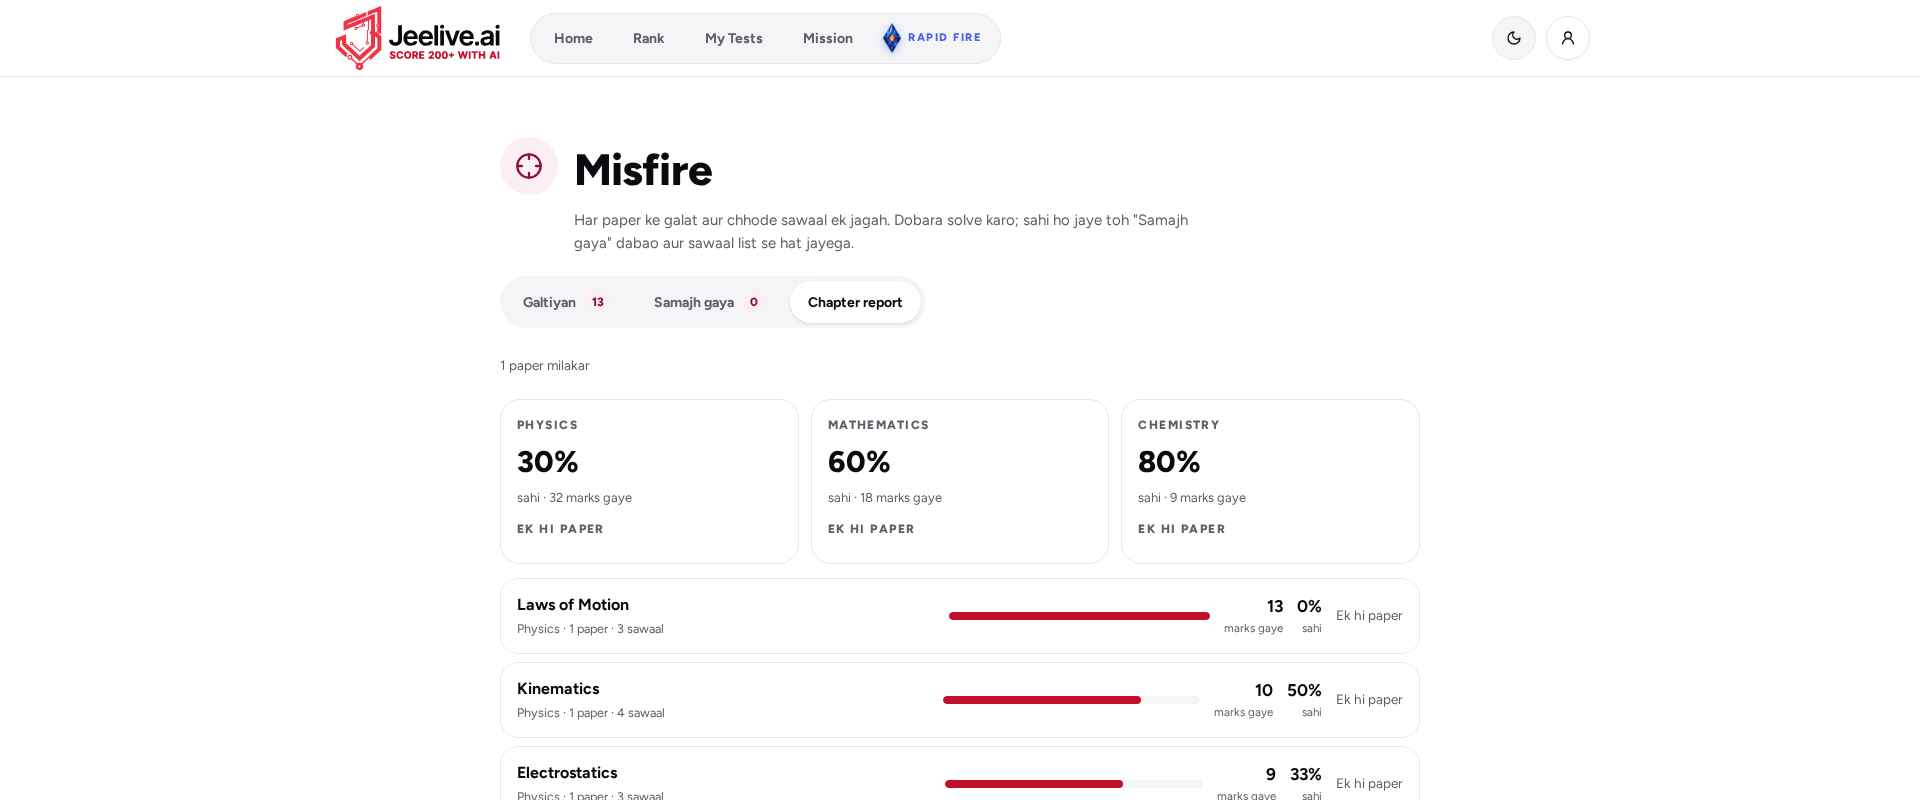 Jeelive.ai
SCORE 200+ WITH AI
Home
Rank
My Tests
Mission
RAPID FIRE
Misfire
Har paper ke galat aur chhode sawaal ek jagah. Dobara solve karo; sahi ho jaye toh "Samajh
gaya" dabao aur sawaal list se hat jayega.
Galtiyan 13
Samajh gaya 0
Chapter report
1 paper milakar
PHYSICS
30%
sahi · 32 marks gaye
EK HI PAPER
MATHEMATICS
60%
sahi · 18 marks gaye
EK HI PAPER
CHEMISTRY
80%
sahi · 9 marks gaye
EK HI PAPER
Laws of Motion
Physics · 1 paper · 3 sawaal
13 marks gaye
0% sahi
Ek hi paper
Kinematics
Physics · 1 paper · 4 sawaal
10 marks gaye
50% sahi
Ek hi paper
Electrostatics
Physics · 1 paper · 3 sawaal
9 marks gaye
33% sahi
Ek hi paper